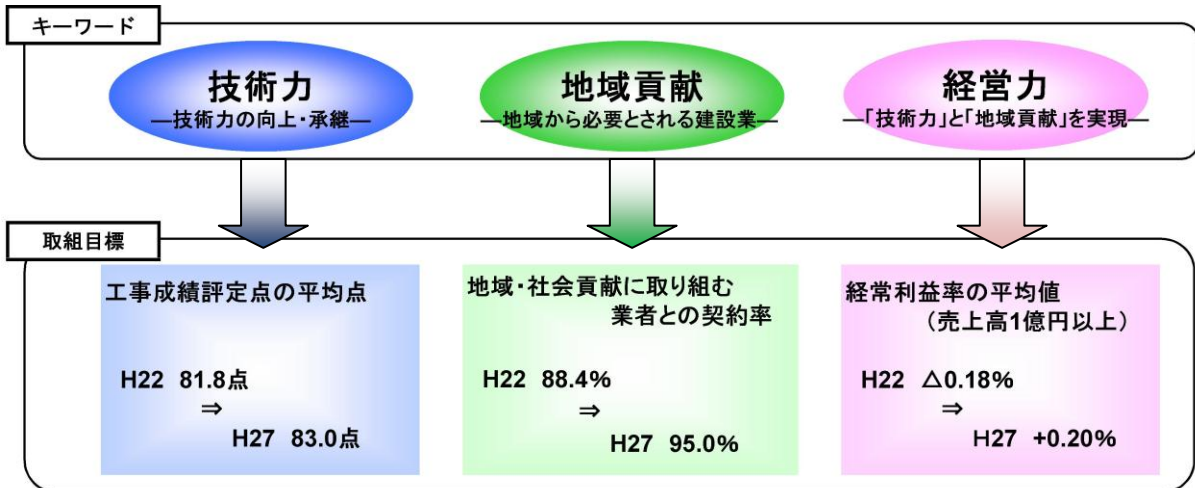 キーワード
技術力
―技術力の向上・承継―
地域貢献
―地域から必要とされる建設業―
経営力
―「技術力」と「地域貢献」を実現―
取組目標
工事成績評定点の平均点
H22 81.8点
⇒
H27 83.0点
地域・社会貢献に取り組む
業者との契約率
H22 88.4%
⇒
H27 95.0%
経常利益率の平均値
（売上高1億円以上）
H22 △0.18%
⇒
H27 +0.20%